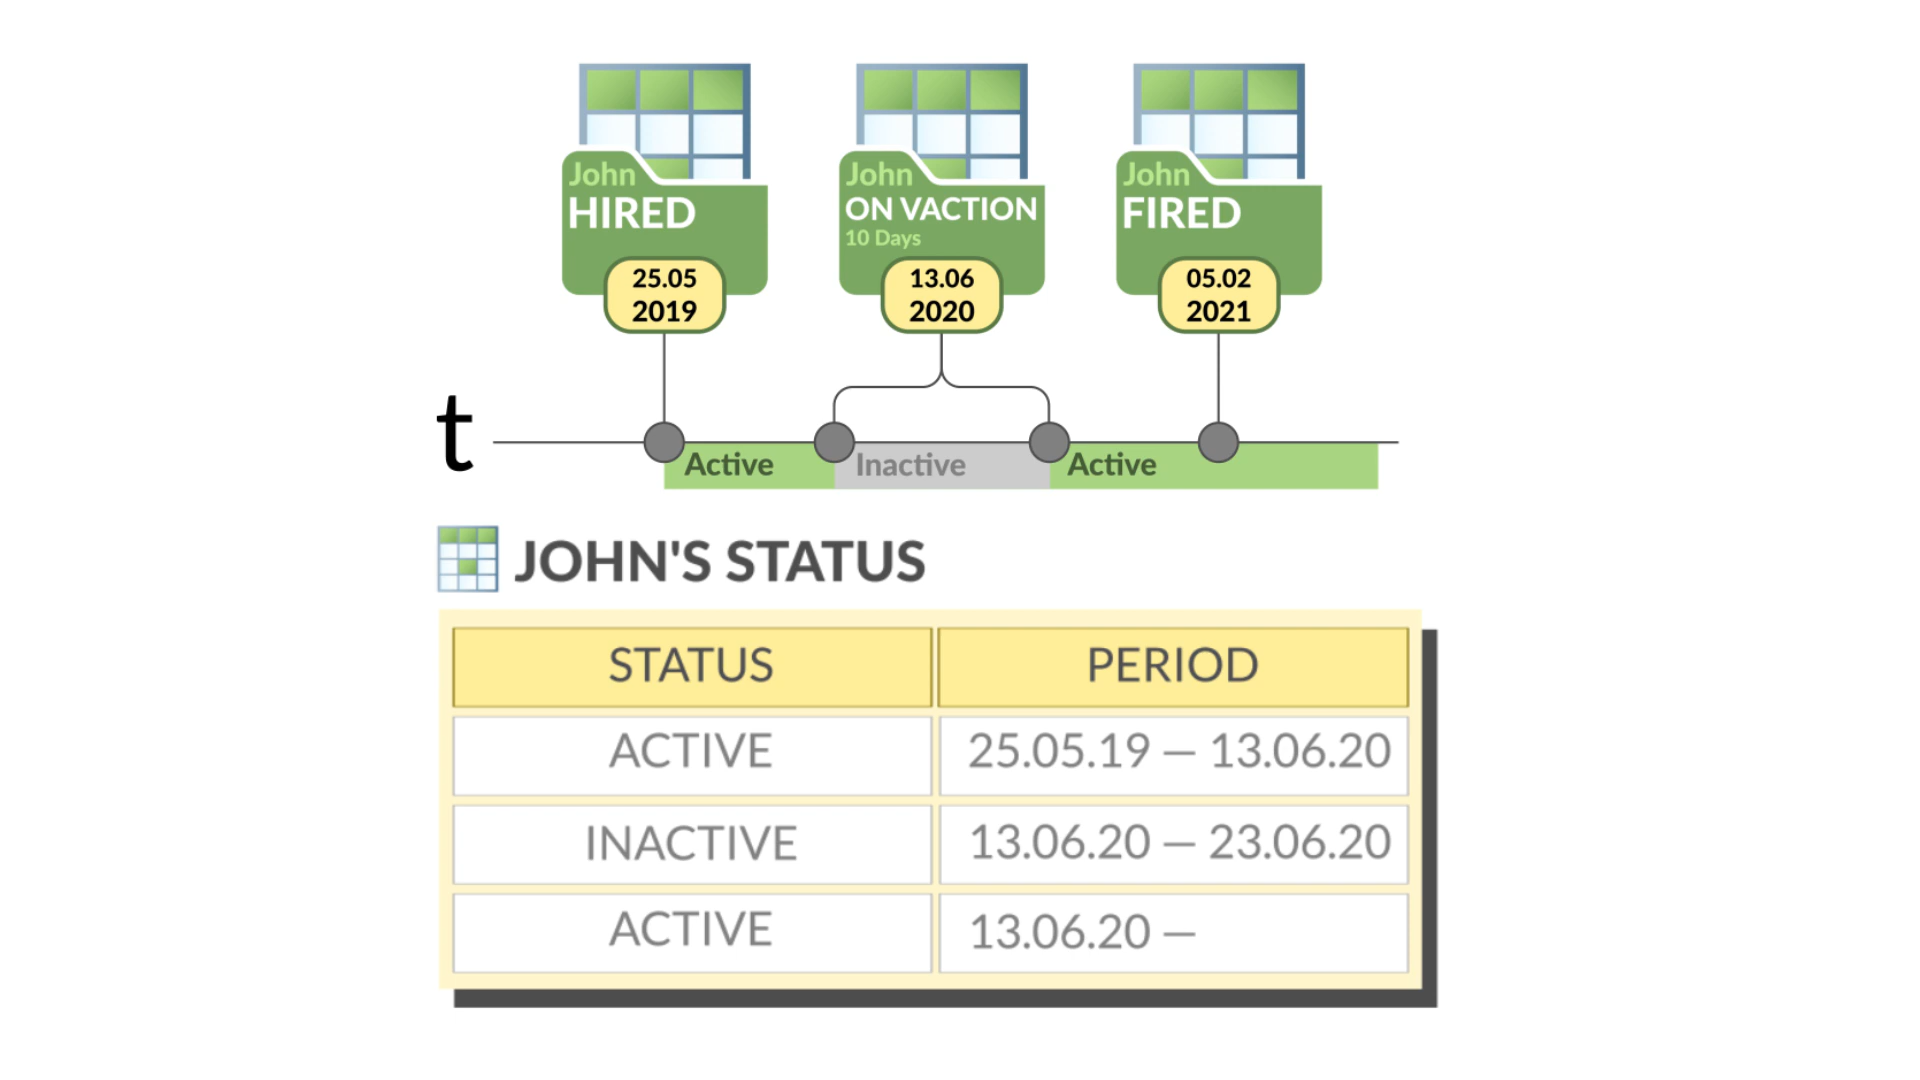 John
HIRED
25.05
2019
John
ON VACTION
10 Days
13.06
2020
John
FIRED
05.02
2021
t
Active
Inactive
Active
JOHN'S STATUS
STATUS PERIOD
ACTIVE 25.05.19 — 13.06.20
INACTIVE 13.06.20 — 23.06.20
ACTIVE 13.06.20 —